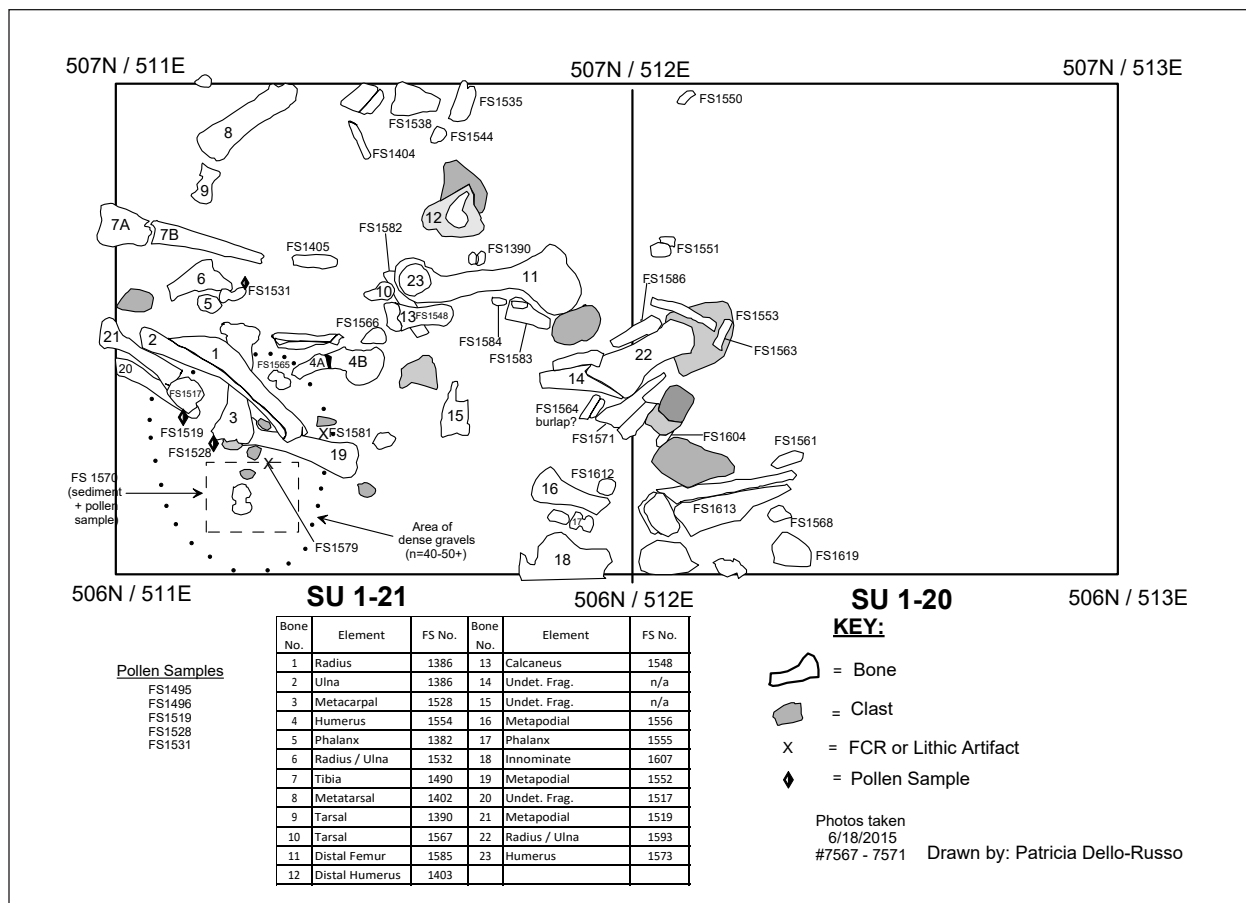 507N / 511E
507N / 512E
507N / 513E
FS1535
FS1550
FS1538
8
FS1544
FS1404
9
12
7A
7B
FS1582
FS1405
FS1390
FS1551
6
23
11
FS1586
FS1531
10
5
13
FS1548
FS1553
FS1566
21
2
FS1584
FS1563
1
FS1583
22
FS1565
4A
4B
20
14
FS1517
15
FS1564
burlap?
3
FS1519
FS1581
FS1571
FS1528
FS1604
19
FS1561
FS 1570
(sediment
+ pollen
sample)
FS1612
16
FS1613
17
FS1568
Area of
dense gravels
(n=40-50+)
FS1579
18
FS1619
506N / 511E
SU 1-21
506N / 512E
SU 1-20
506N / 513E
Pollen Samples
FS1495
FS1496
FS1519
FS1528
FS1531
Bone No. Element FS No. Bone No. Element FS No.
1 Radius 1386 13 Calcaneus 1548
2 Ulna 1386 14 Undet. Frag. n/a
3 Metacarpal 1528 15 Undet. Frag. n/a
4 Humerus 1554 16 Metapodial 1556
5 Phalanx 1382 17 Phalanx 1555
6 Radius / Ulna 1532 18 Innominate 1607
7 Tibia 1490 19 Metapodial 1552
8 Metatarsal 1402 20 Undet. Frag. 1517
9 Tarsal 1390 21 Metapodial 1519
10 Tarsal 1567 22 Radius / Ulna 1593
11 Distal Femur 1585 23 Humerus 1573
12 Distal Humerus 1403
KEY:
= Bone
= Clast
X = FCR or Lithic Artifact
= Pollen Sample
Photos taken
6/18/2015
#7567 - 7571
Drawn by: Patricia Dello-Russo